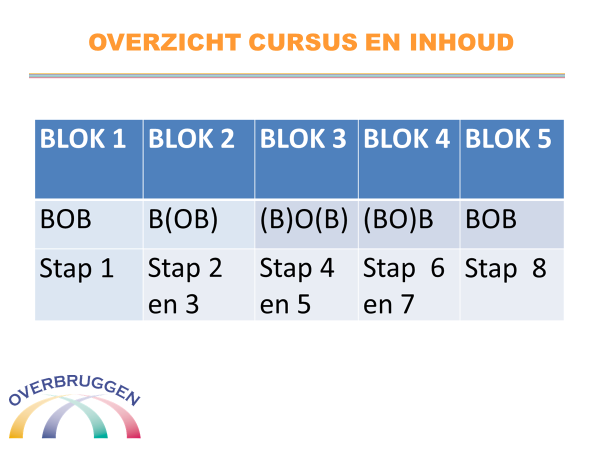 OVERZICHT CURSUS EN INHOUD
BLOK 1 BLOK 2 BLOK 3 BLOK 4 BLOK 5
BOB B(OB) (B)O(B) (BO)B BOB
Stap 1 Stap 2 en 3 Stap 4 en 5 Stap 6 en 7 Stap 8
OVERBRUGGEN